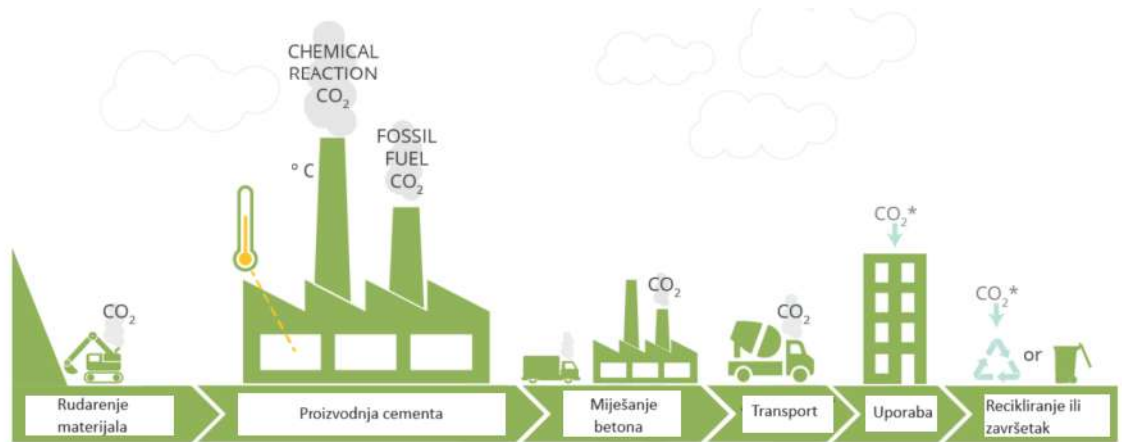 CHEMICAL
REACTION
CO₂
FOSSIL
FUEL
CO₂
° C
CO₂*
CO₂
CO₂
CO₂
CO₂*
or
Rudarenje
materijala
Proizvodnja cementa
Miješanje
betona
Transport
Uporaba
Recikliranje ili
završetak